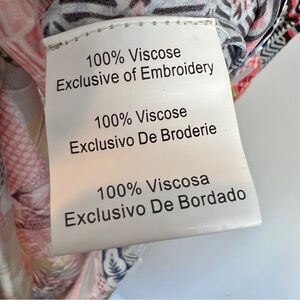 100% Viscose
Exclusive of Embroidery
100% Viscose
Exclusivo De Broderie
100% Viscosa
Exclusivo De Bordado